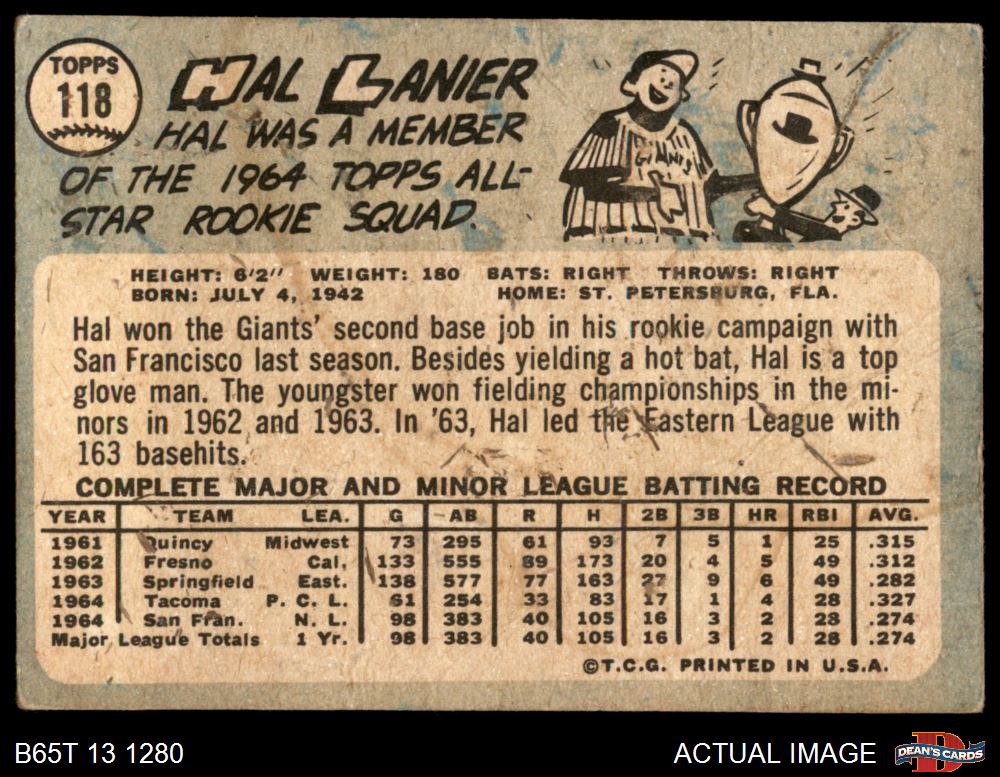 TOPPS
118
HAL LANIER
HAL WAS A MEMBER
OF THE 1964 TOPPS ALL-
STAR ROOKIE SQUAD.
GIANTS
HEIGHT: 6'2" WEIGHT: 180 BATS: RIGHT THROWS: RIGHT
BORN: JULY 4, 1942 HOME: ST. PETERSBURG, FLA.
Hal won the Giants' second base job in his rookie campaign with
San Francisco last season. Besides yielding a hot bat, Hal is a top
glove man. The youngster won fielding championships in the mi-
nors in 1962 and 1963. In '63, Hal led the Eastern League with
163 basehits.
COMPLETE MAJOR AND MINOR LEAGUE BATTING RECORD
YEAR TEAM LEA. G AB R H 2B 3B HR RBI AVG.
1961 Quincy Midwest 73 295 61 93 7 5 1 25 .315
1962 Fresno Cal. 133 555 89 173 20 4 5 49 .312
1963 Springfield East. 138 577 77 163 27 9 6 49 .282
1964 Tacoma P. C. L. 61 254 33 83 17 1 4 28 .327
1964 San Fran. N. L. 98 383 40 105 16 3 2 28 .274
Major League Totals 1 Yr. 98 383 40 105 16 3 2 28 .274
©T.C.G. PRINTED IN U.S.A.
B65T 13 1280
ACTUAL IMAGE
DEAN'S CARDS